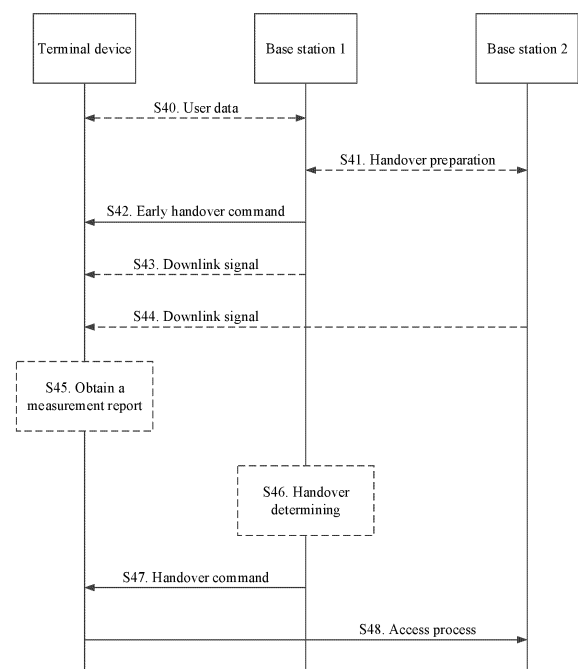 Terminal device
Base station 1
Base station 2
S40. User data
S41. Handover preparation
S42. Early handover command
S43. Downlink signal
S44. Downlink signal
S45. Obtain a
measurement report
S46. Handover
determining
S47. Handover command
S48. Access process